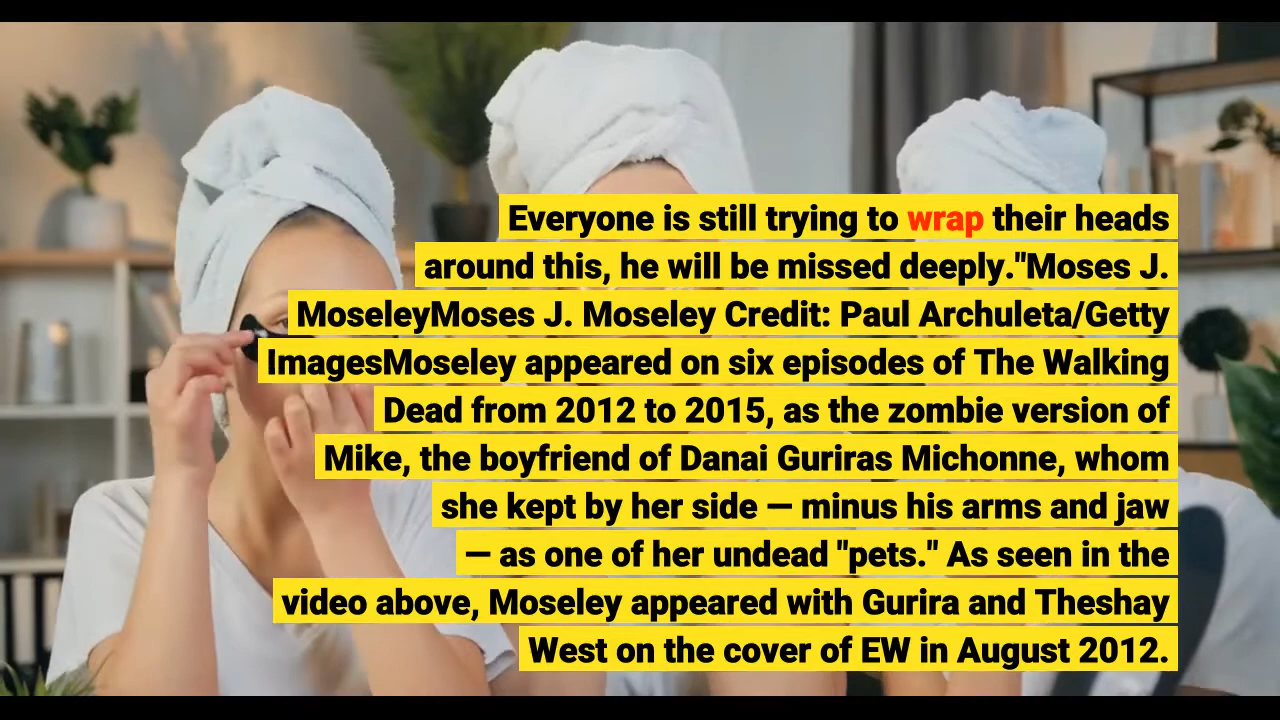 Everyone is still trying to wrap their heads
around this, he will be missed deeply."Moses J.
MoseleyMoses J. Moseley Credit: Paul Archuleta/Getty
ImagesMoseley appeared on six episodes of The Walking
Dead from 2012 to 2015, as the zombie version of
Mike, the boyfriend of Danai Guriras Michonne, whom
she kept by her side — minus his arms and jaw
— as one of her undead "pets." As seen in the
video above, Moseley appeared with Gurira and Theshay
West on the cover of EW in August 2012.